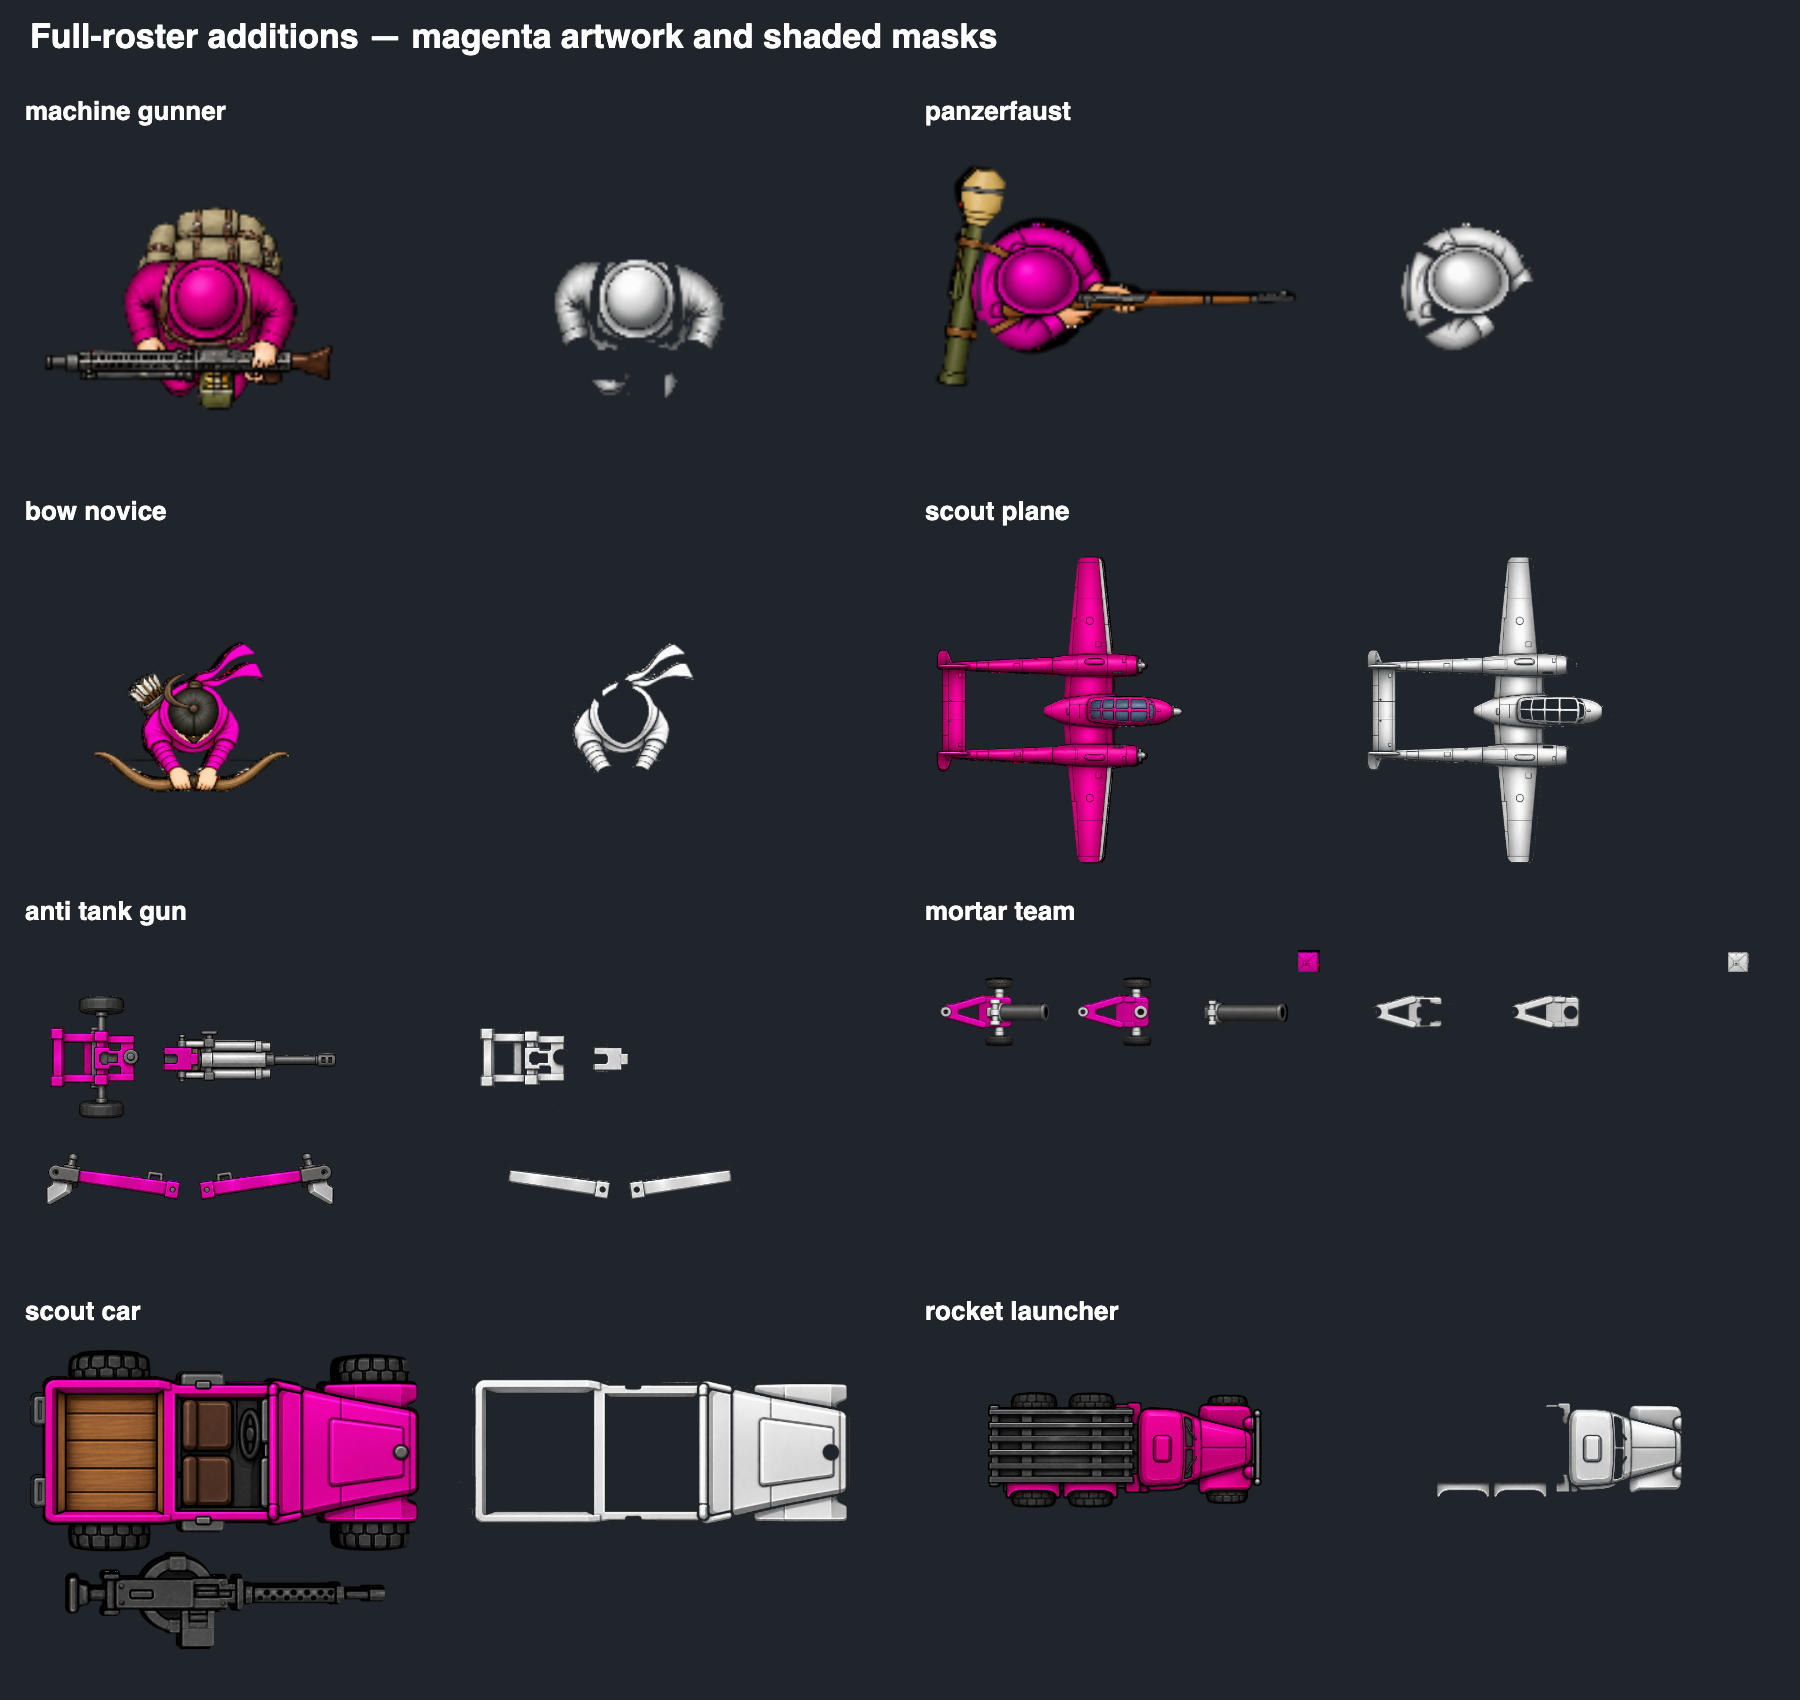 Full-roster additions — magenta artwork and shaded masks
machine gunner
panzerfaust
bow novice
scout plane
anti tank gun
mortar team
scout car
rocket launcher